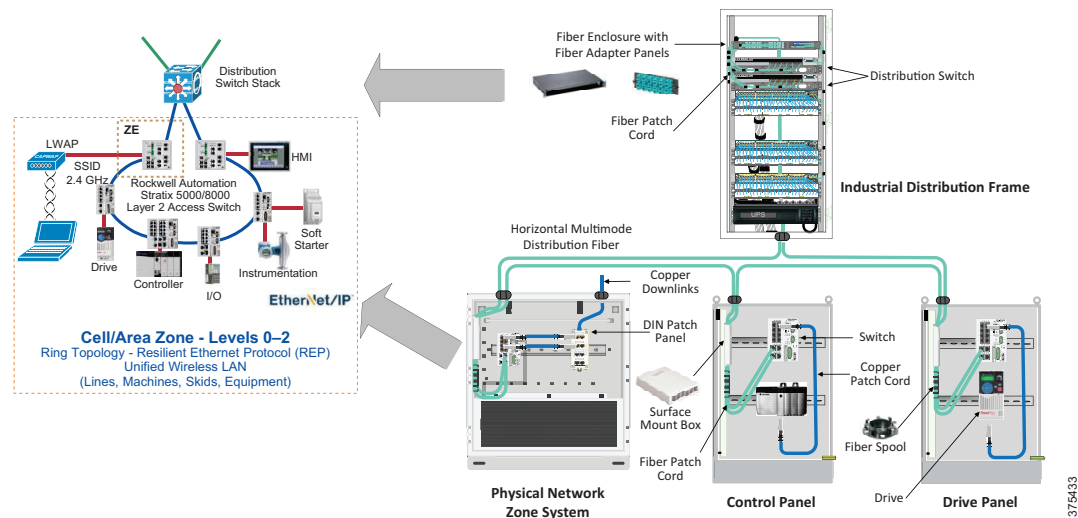 Distribution
Switch Stack
ZE
LWAP
CAPWAP
SSID
2.4 GHz
HMI
Rockwell Automation
Stratix 5000/8000
Layer 2 Access Switch
Soft
Starter
Drive
Controller
I/O
Instrumentation
EtherNet/IP
Cell/Area Zone - Levels 0–2
Ring Topology - Resilient Ethernet Protocol (REP)
Unified Wireless LAN
(Lines, Machines, Skids, Equipment)
Fiber Enclosure with
Fiber Adapter Panels
Fiber Patch
Cord
Distribution Switch
UPS
Industrial Distribution Frame
Horizontal Multimode
Distribution Fiber
Copper
Downlinks
DIN Patch
Panel
Surface
Mount Box
Fiber Patch
Cord
Switch
Copper
Patch Cord
Fiber Spool
Drive
Physical Network
Zone System
Control Panel
Drive Panel
375433